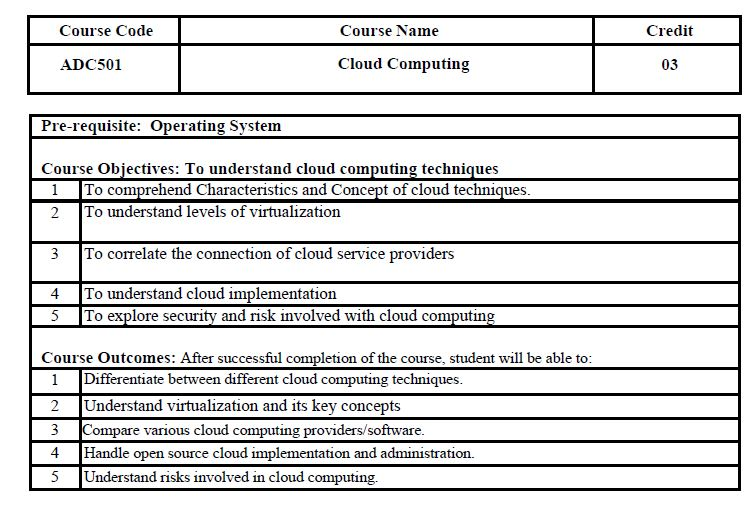 Course Code Course Name Credit
ADC501 Cloud Computing 03
Pre-requisite: Operating System
Course Objectives: To understand cloud computing techniques
1 To comprehend Characteristics and Concept of cloud techniques.
2 To understand levels of virtualization
3 To correlate the connection of cloud service providers
4 To understand cloud implementation
5 To explore security and risk involved with cloud computing
Course Outcomes: After successful completion of the course, student will be able to:
1 Differentiate between different cloud computing techniques.
2 Understand virtualization and its key concepts
3 Compare various cloud computing providers/software.
4 Handle open source cloud implementation and administration.
5 Understand risks involved in cloud computing.